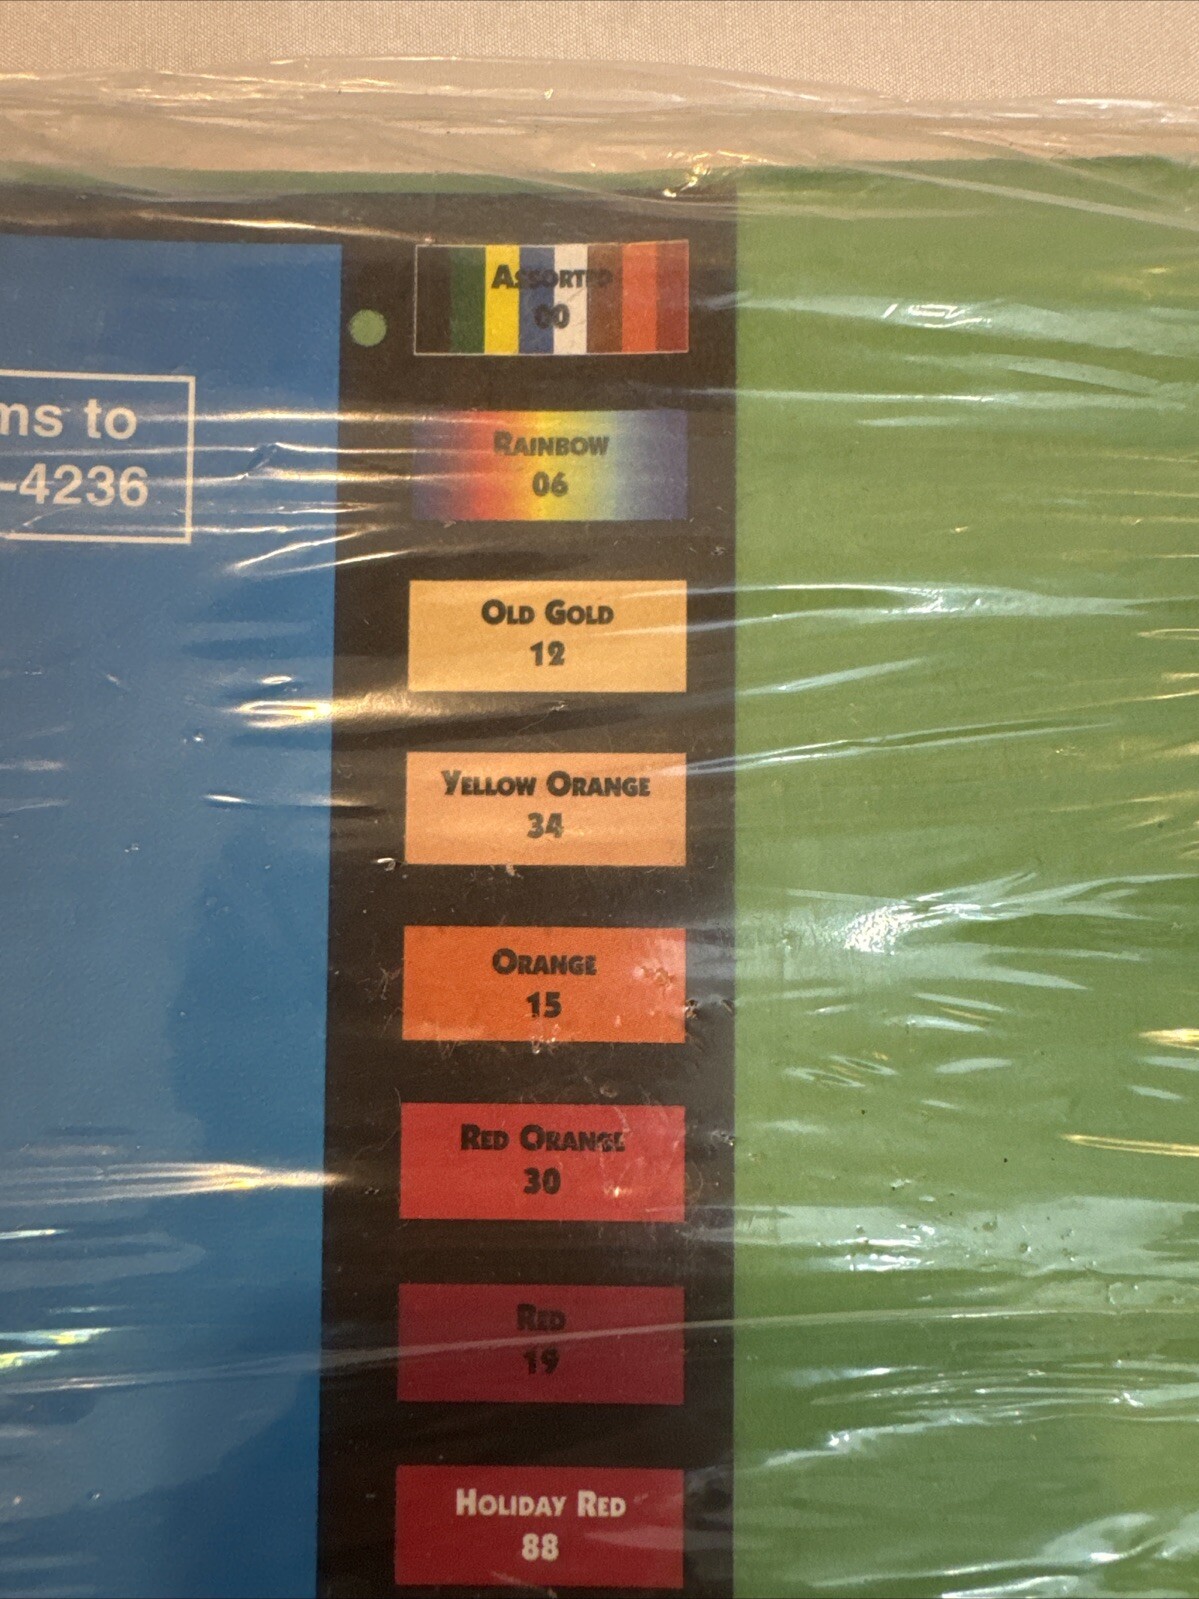 ms to
-4236
ASSORTED
00
RAINBOW
06
OLD GOLD
12
YELLOW ORANGE
34
ORANGE
15
RED ORANGE
30
RED
19
HOLIDAY RED
88